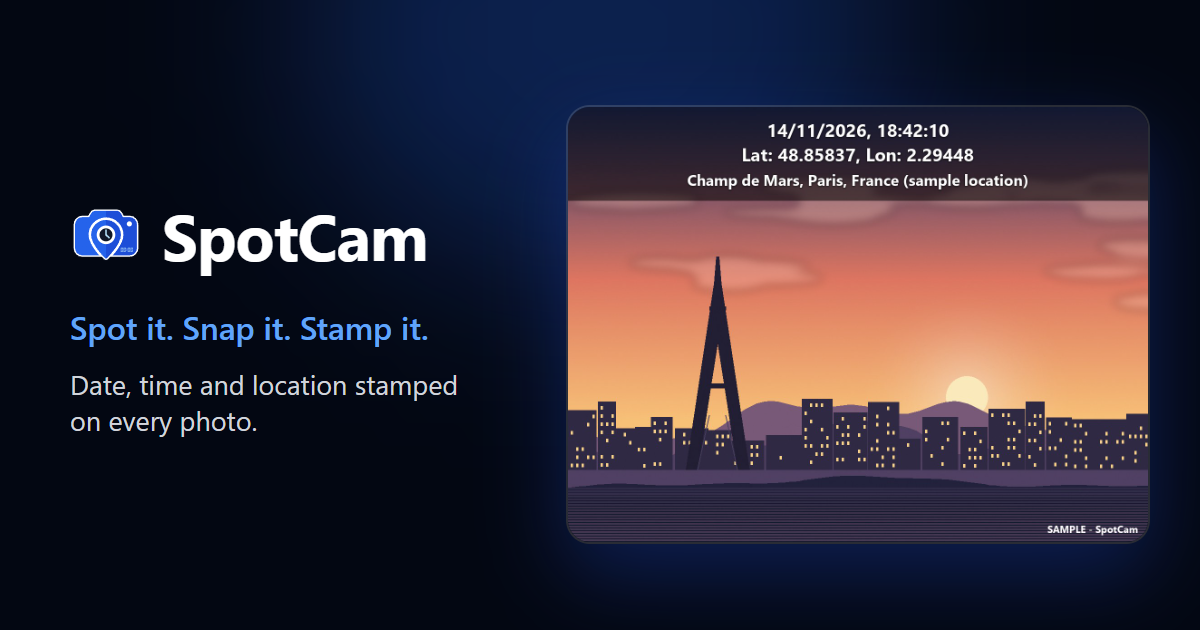 SpotCam
Spot it. Snap it. Stamp it.
Date, time and location stamped
on every photo.
14/11/2026, 18:42:10
Lat: 48.85837, Lon: 2.29448
Champ de Mars, Paris, France (sample location)
SAMPLE - SpotCam